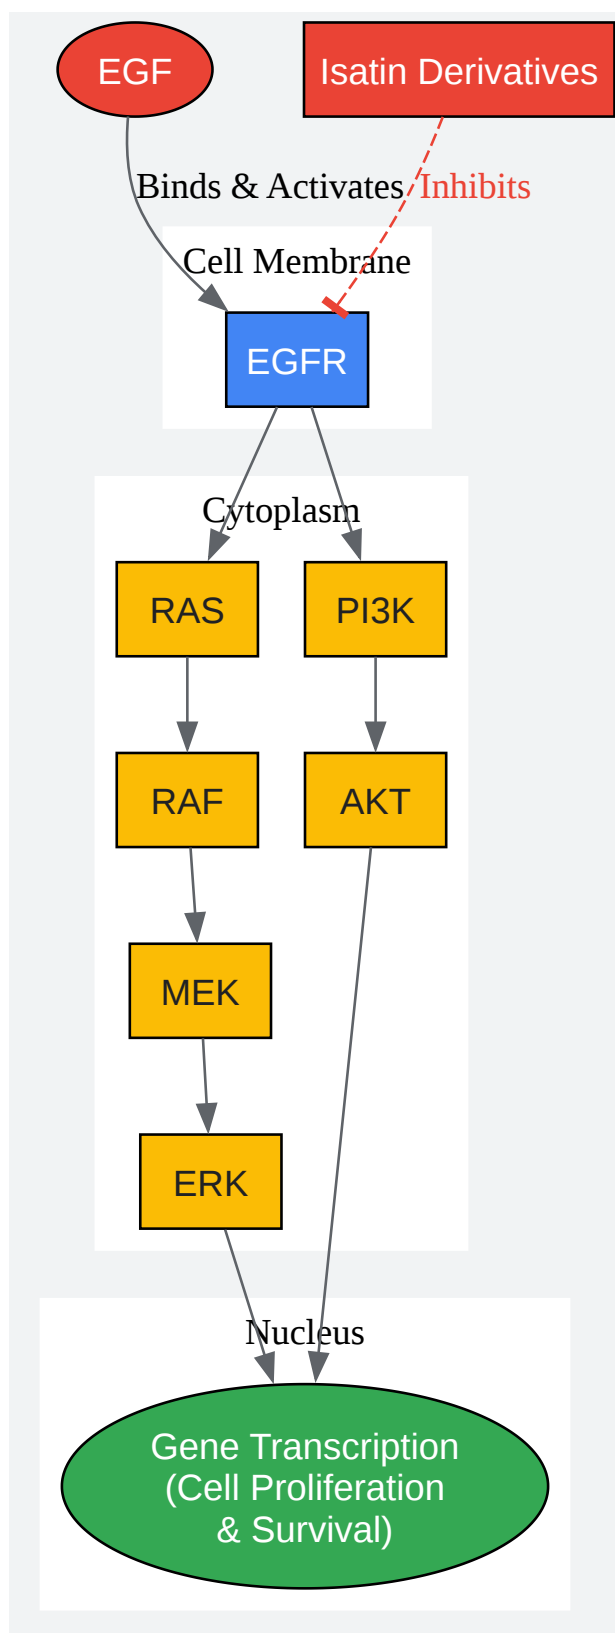 EGF
Isatin Derivatives
Binds & Activates
Inhibits
Cell Membrane
EGFR
Cytoplasm
RAS
PI3K
RAF
AKT
MEK
ERK
Nucleus
Gene Transcription
(Cell Proliferation
& Survival)